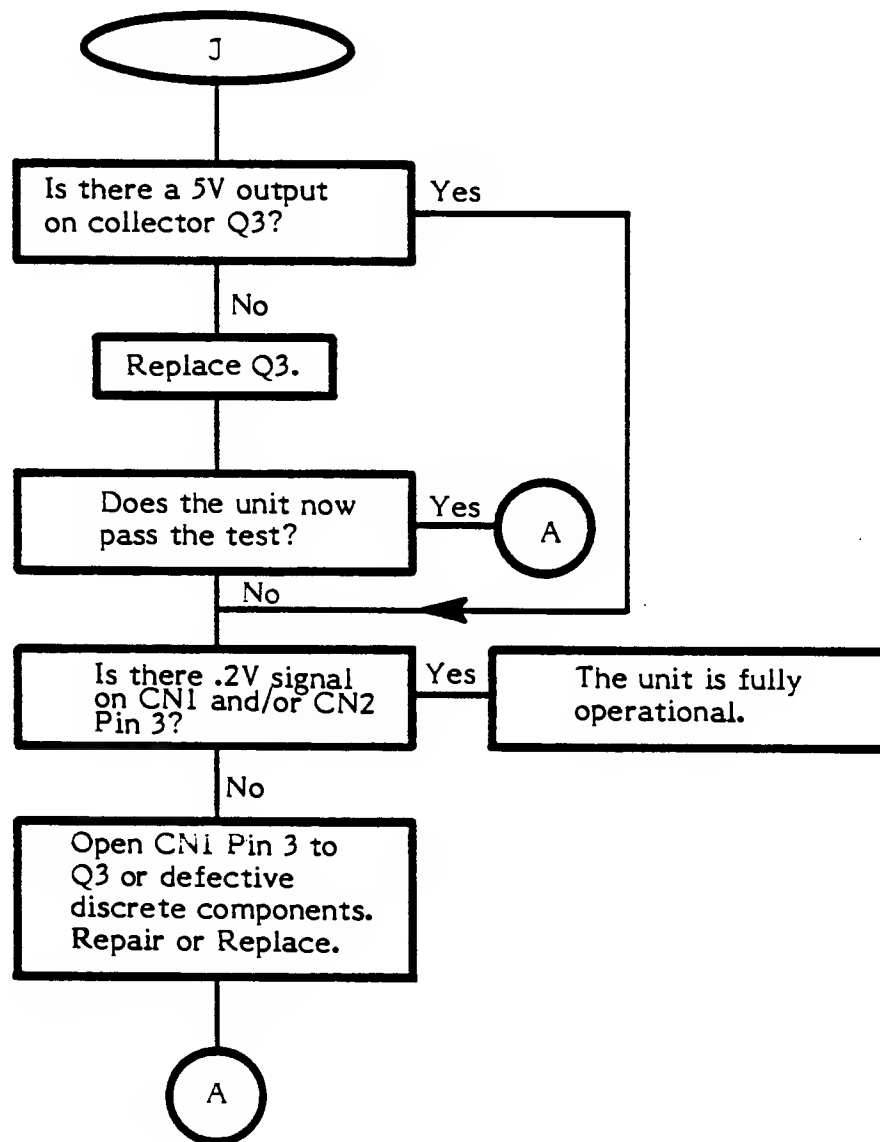 J
Is there a 5V output
on collector Q3?
Yes
No
Replace Q3.
Does the unit now
pass the test?
Yes
A
No
Is there .2V signal
on CN1 and/or CN2
Pin 3?
Yes
The unit is fully
operational.
No
Open CN1 Pin 3 to
Q3 or defective
discrete components.
Repair or Replace.
A